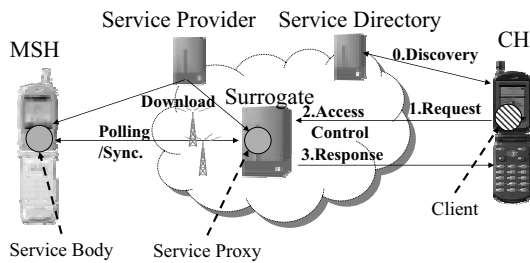 Service Provider
Service Directory
MSH
CH
0.Discovery
Download
Surrogate
2.Access
Control
1.Request
Polling
/Sync.
3.Response
Client
Service Body
Service Proxy